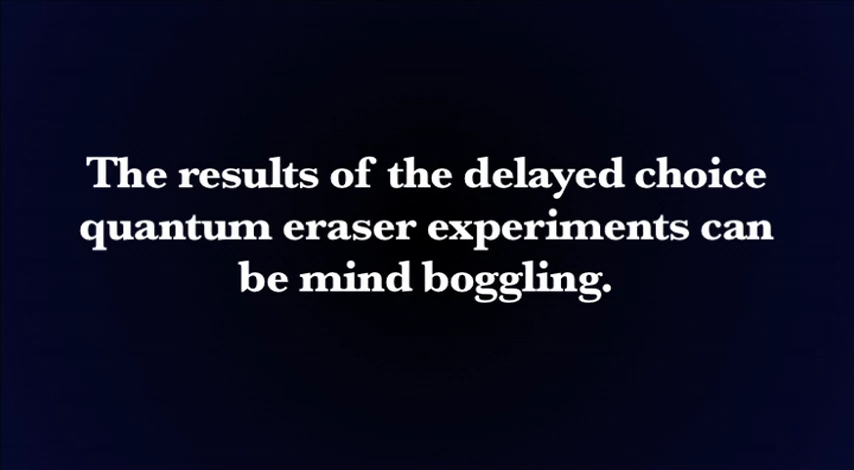 The results of the delayed choice
quantum eraser experiments can
be mind boggling.